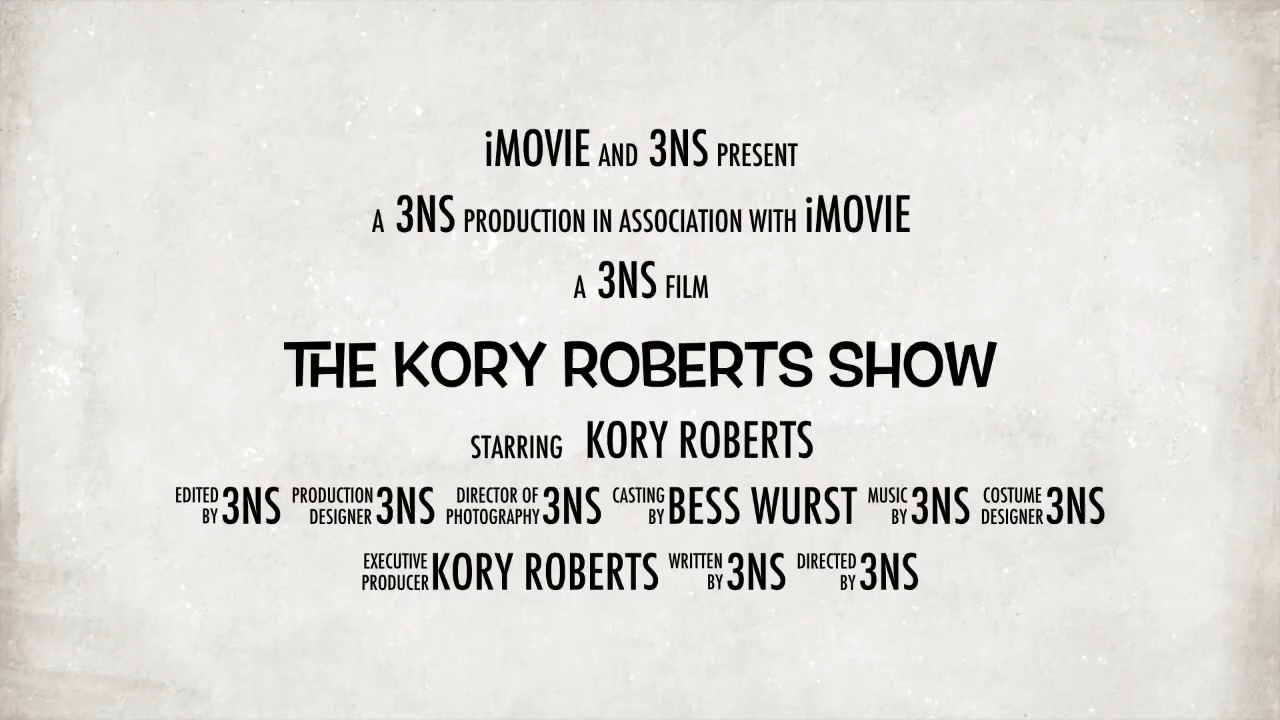 iMOVIE AND 3NS PRESENT
A 3NS PRODUCTION IN ASSOCIATION WITH iMOVIE
A 3NS FILM
THE KORY ROBERTS SHOW
STARRING KORY ROBERTS
EDITED BY 3NS PRODUCTION DESIGNER 3NS DIRECTOR OF PHOTOGRAPHY 3NS CASTING BY BESS WURST MUSIC BY 3NS COSTUME DESIGNER 3NS
EXECUTIVE PRODUCER KORY ROBERTS WRITTEN BY 3NS DIRECTED BY 3NS